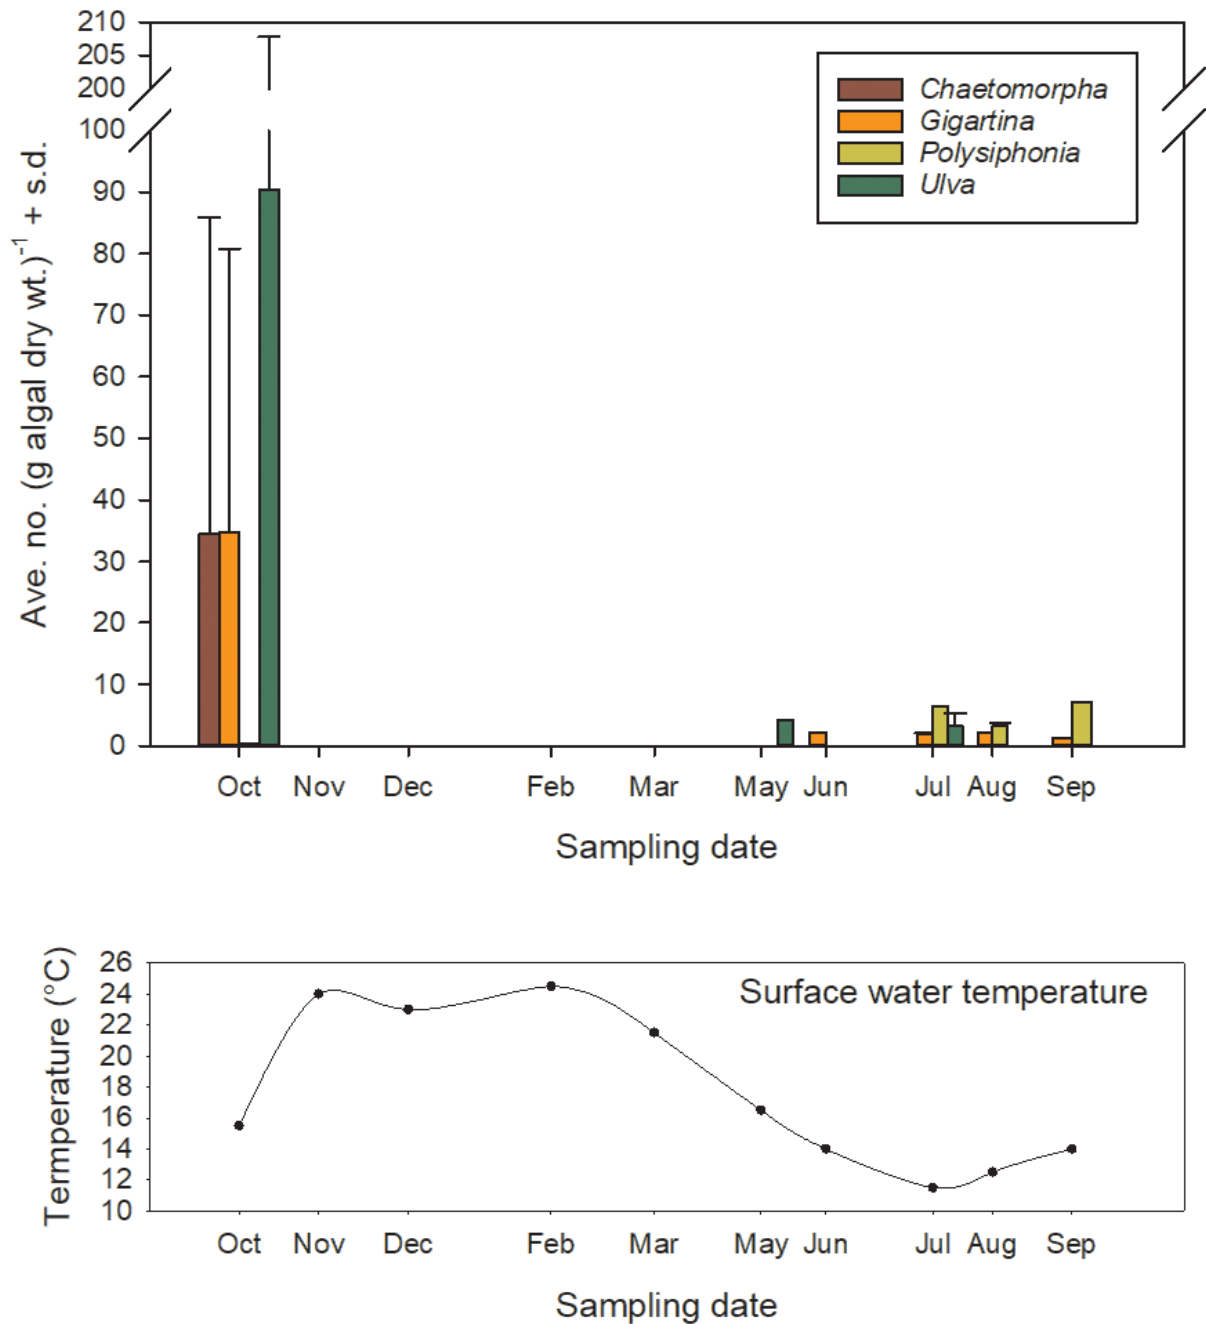 210
205
200
100
90
80
70
60
50
40
30
20
10
0
Ave. no. (g algal dry wt.)⁻¹ + s.d.
Chaetomorpha
Gigartina
Polysiphonia
Ulva
Oct Nov Dec Feb Mar May Jun Jul Aug Sep
Sampling date
26
24
22
20
18
16
14
12
10
Termperature (°C)
Surface water temperature
Oct Nov Dec Feb Mar May Jun Jul Aug Sep
Sampling date